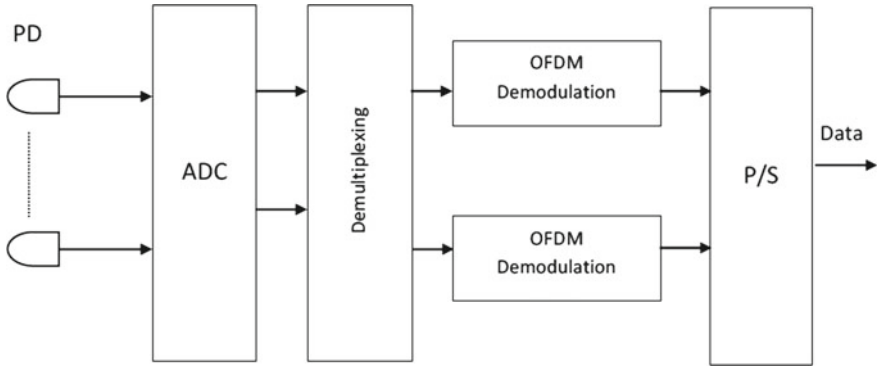 PD
ADC
Demultiplexing
OFDM
Demodulation
OFDM
Demodulation
P/S
Data